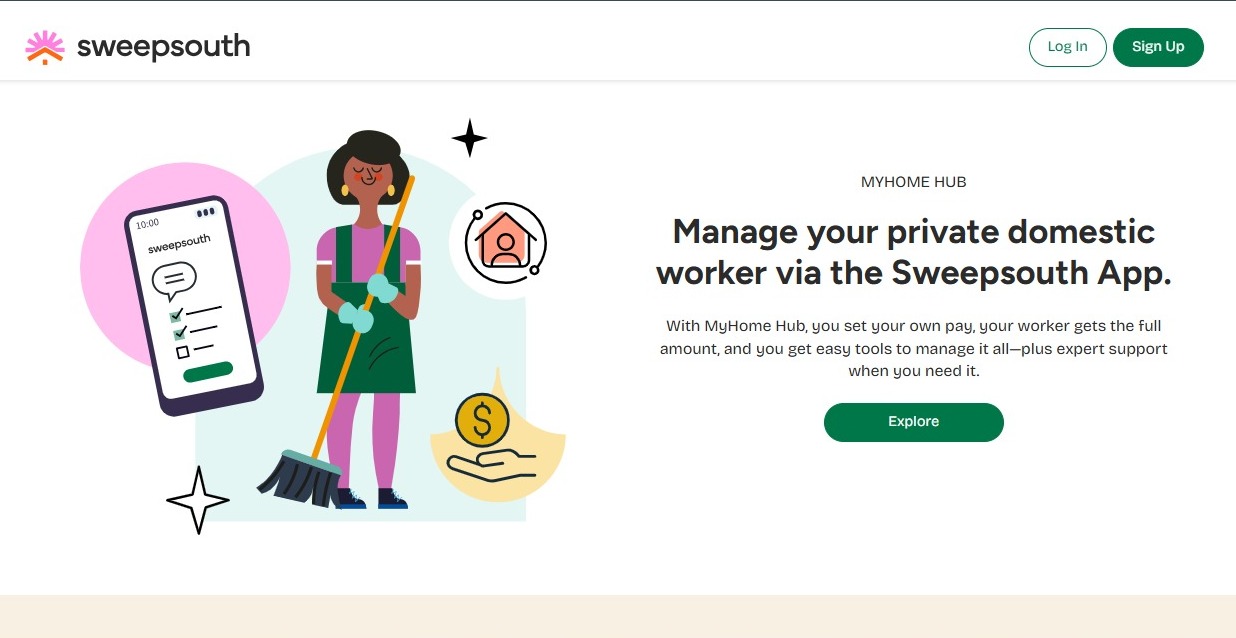 sweepsouth
Log In
Sign Up
10:00
sweepsouth
$
MYHOME HUB
Manage your private domestic
worker via the Sweepsouth App.
With MyHome Hub, you set your own pay, your worker gets the full
amount, and you get easy tools to manage it all—plus expert support
when you need it.
Explore